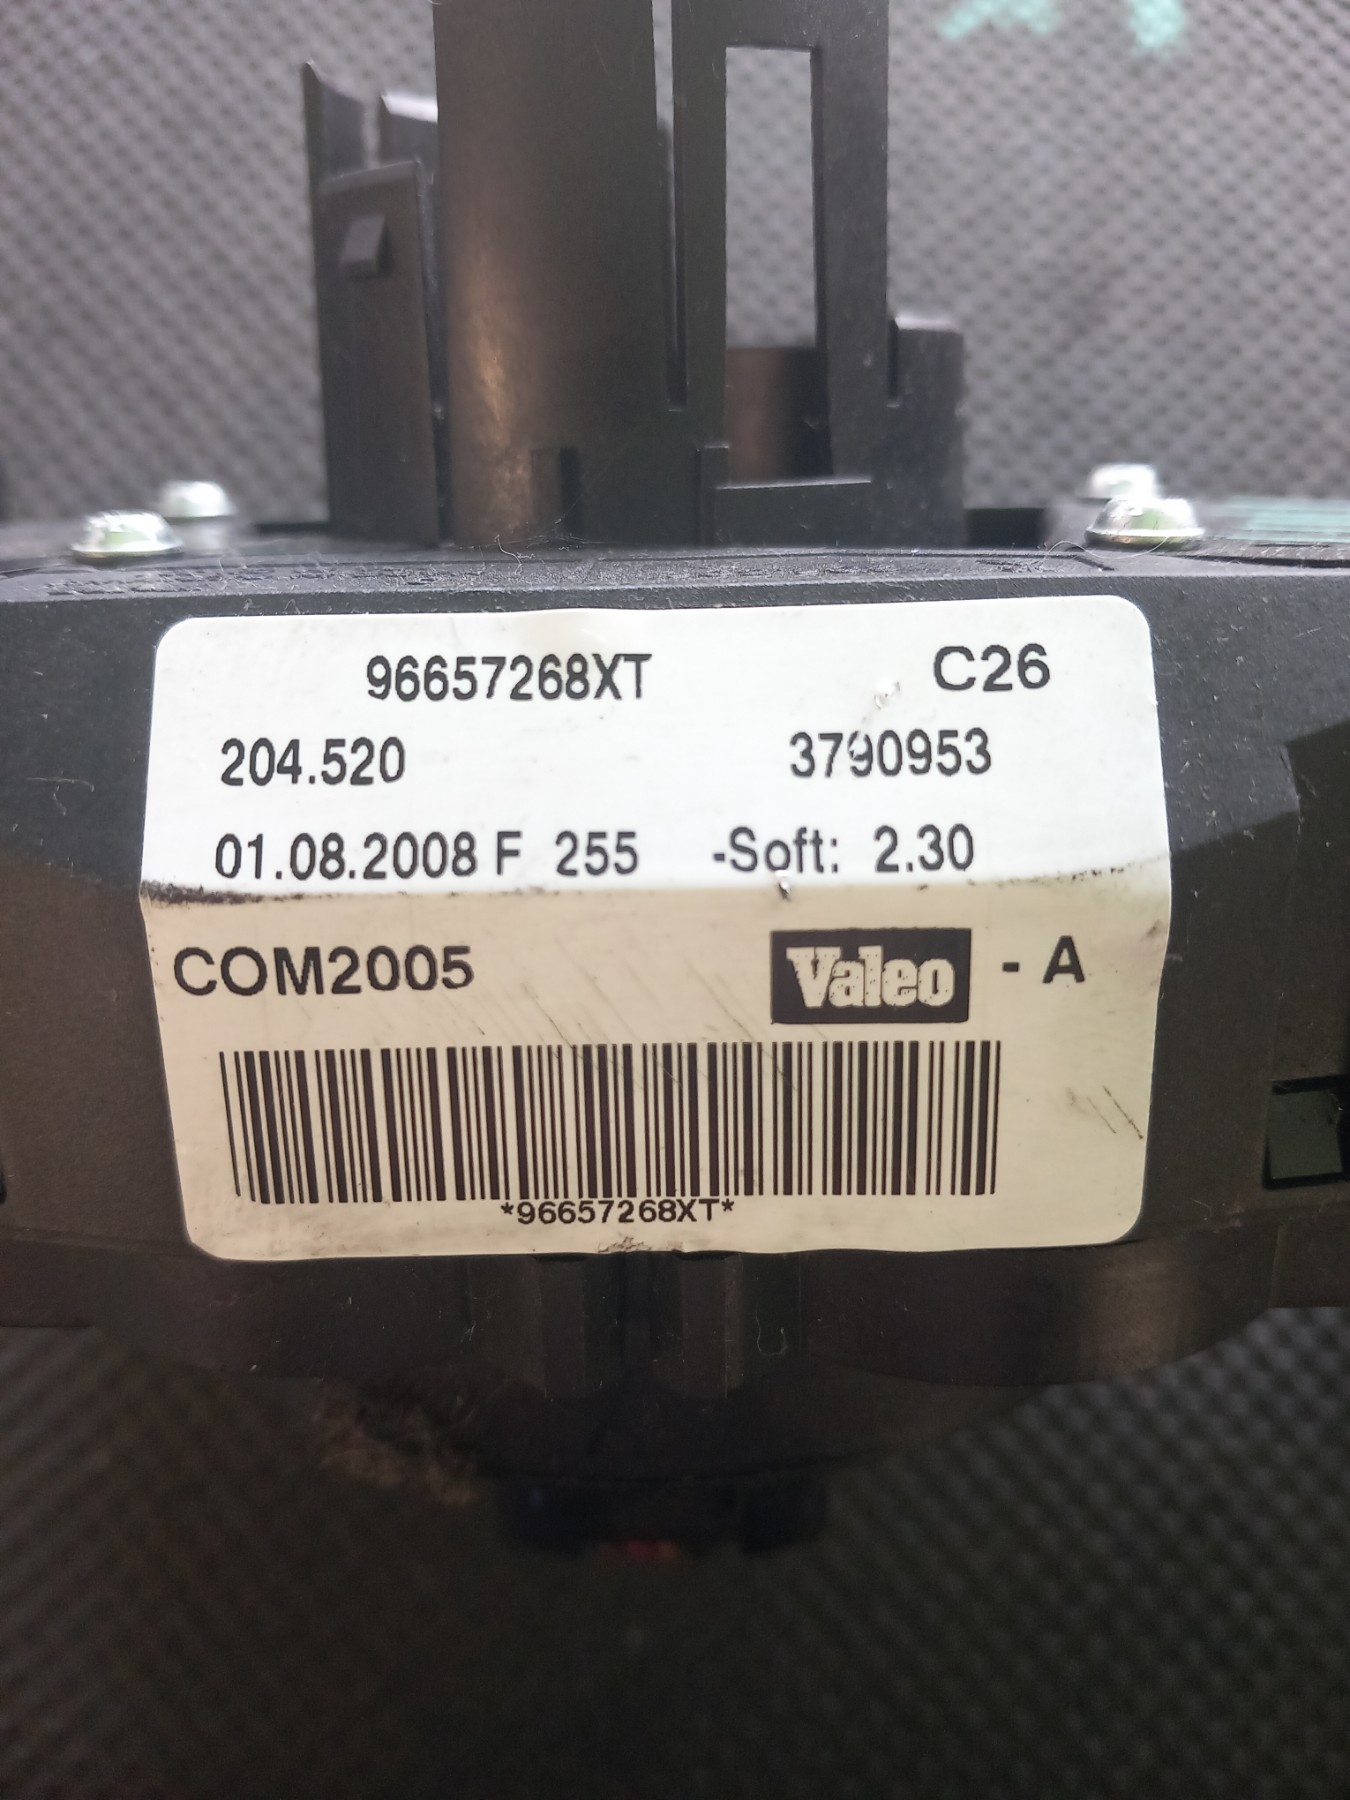 96657268XT C26
204.520 3790953
01.08.2008 F 255 -Soft: 2.30
COM2005 Valeo - A
*96657268XT*